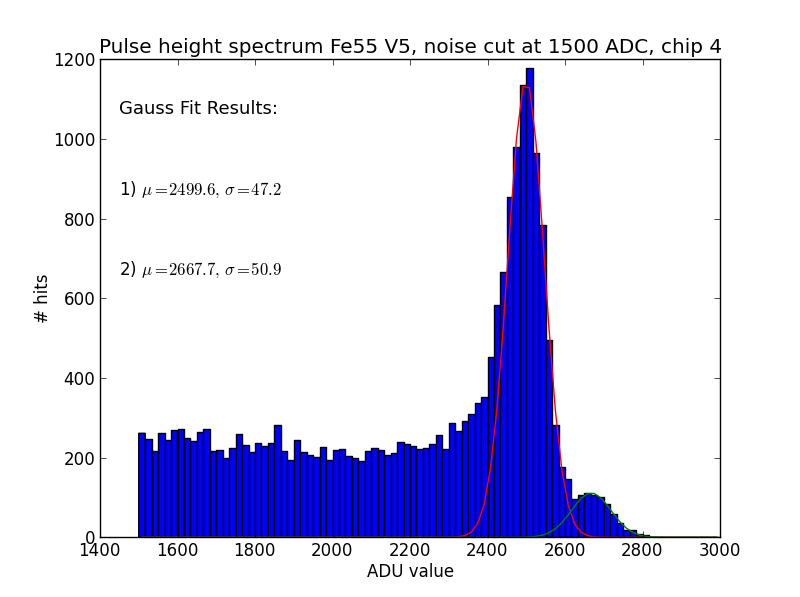 Pulse height spectrum Fe55 V5, noise cut at 1500 ADC, chip 4
1200
1000
800
600
400
200
0
# hits
Gauss Fit Results:
1) μ=2499.6, σ=47.2
2) μ=2667.7, σ=50.9
1400 1600 1800 2000 2200 2400 2600 2800 3000
ADU value